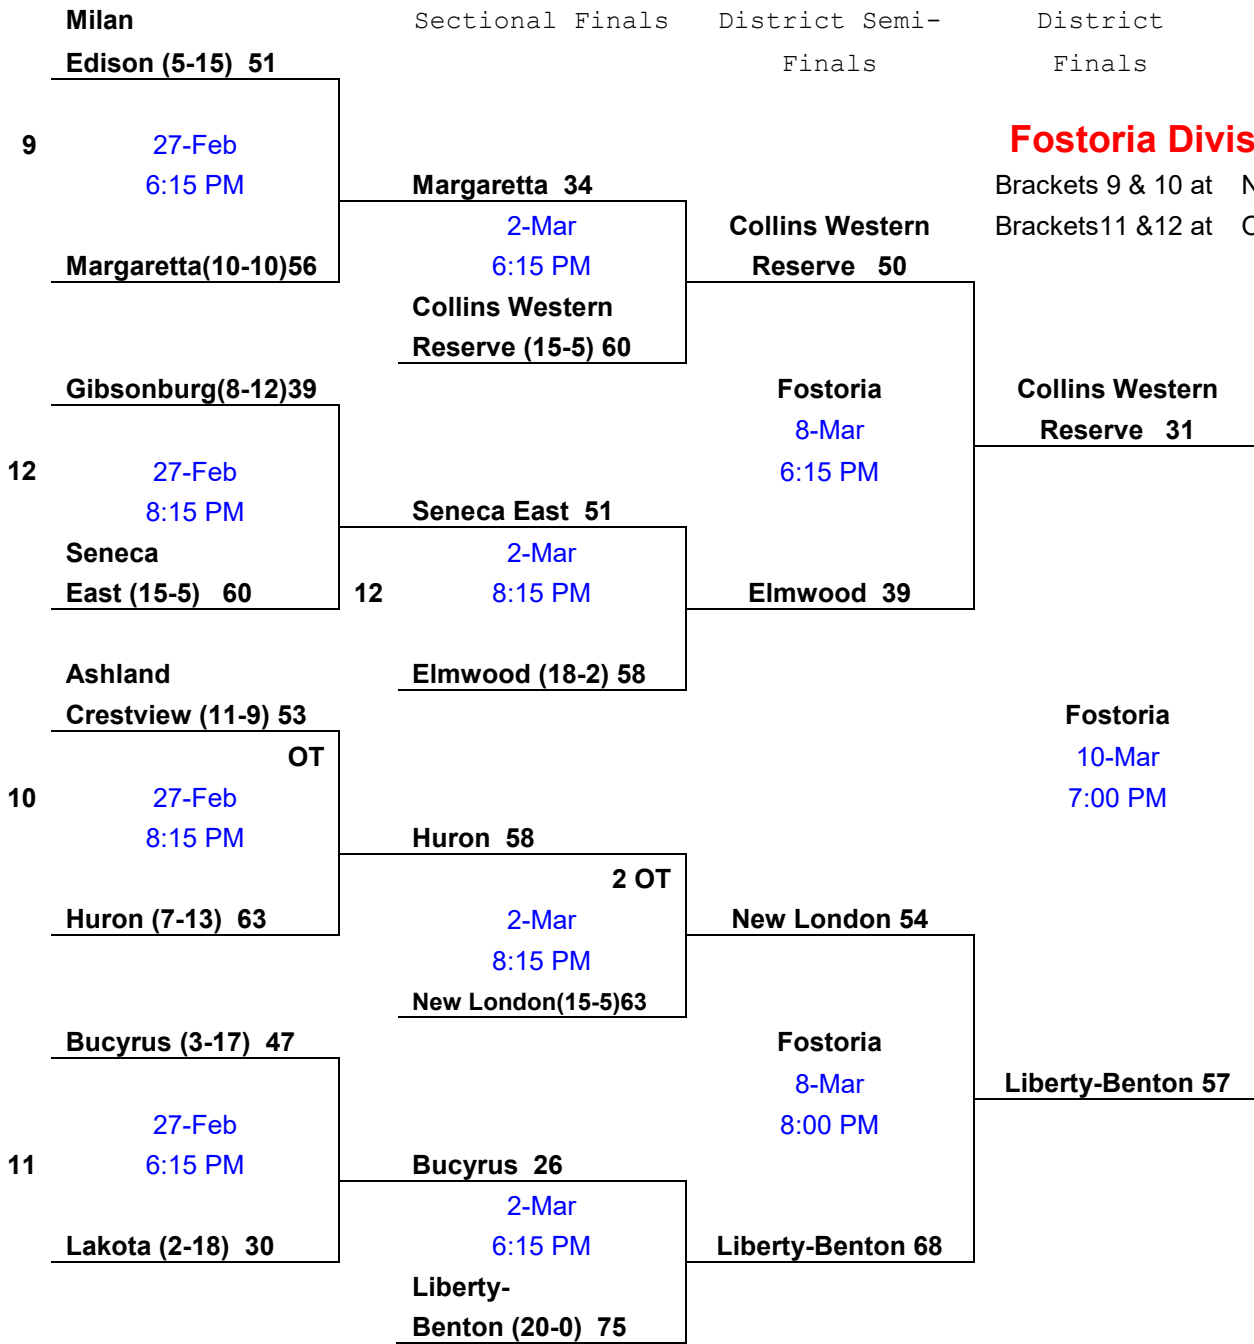 Milan Sectional Finals District Semi- District
Edison (5-15) 51 Finals Finals
9 27-Feb Fostoria Divis
6:15 PM Margaretta 34 Brackets 9 & 10 at
2-Mar Collins Western Brackets11 &12 at
Margaretta(10-10)56 6:15 PM Reserve 50
Collins Western
Reserve (15-5) 60
Gibsonburg(8-12)39 Fostoria Collins Western
8-Mar Reserve 31
12 27-Feb 6:15 PM
8:15 PM Seneca East 51
Seneca 2-Mar
East (15-5) 60 12 8:15 PM Elmwood 39
Ashland Elmwood (18-2) 58
Crestview (11-9) 53 Fostoria
OT 10-Mar
10 27-Feb 7:00 PM
8:15 PM Huron 58
2 OT
Huron (7-13) 63 2-Mar New London 54
8:15 PM
New London(15-5)63
Bucyrus (3-17) 47 Fostoria
8-Mar Liberty-Benton 57
27-Feb 8:00 PM
11 6:15 PM Bucyrus 26
2-Mar
Lakota (2-18) 30 6:15 PM Liberty-Benton 68
Liberty-
Benton (20-0) 75